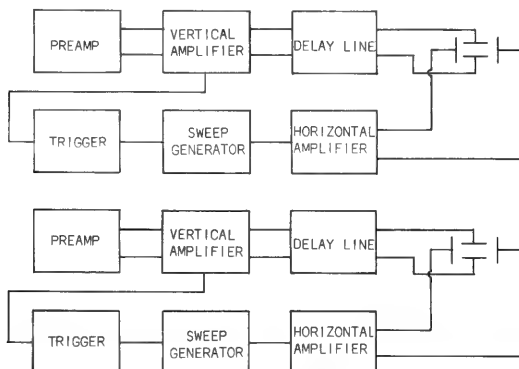 PREAMP
VERTICAL
AMPLIFIER
DELAY LINE
TRIGGER
SWEEP
GENERATOR
HORIZONTAL
AMPLIFIER
PREAMP
VERTICAL
AMPLIFIER
DELAY LINE
TRIGGER
SWEEP
GENERATOR
HORIZONTAL
AMPLIFIER